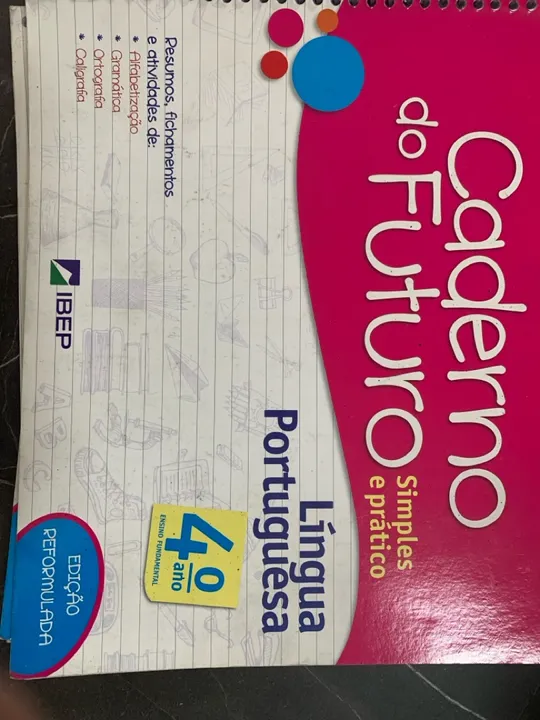 Caderno
do Futuro
Simples
e prático
Resumos, fichamentos
e atividades de:
* Alfabetização
* Gramática
* Ortografia
* Caligrafia
Língua
Portuguesa
4º
ano
ENSINO FUNDAMENTAL
IBEP
EDIÇÃO
REFORMULADA